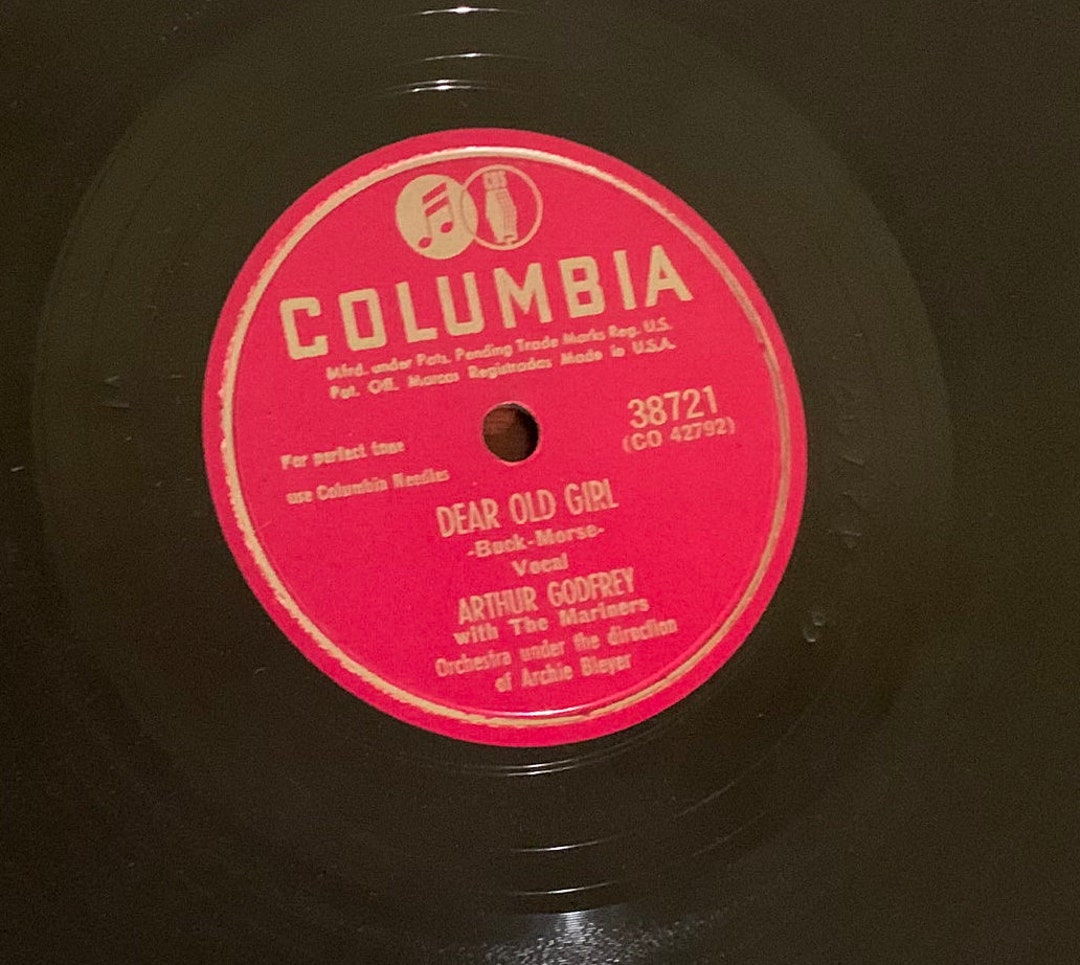 CBS
COLUMBIA
Mfrd. under Pats. Pending Trade Marks Reg. U.S.
Pat. Off. Marcas Registradas Made in U.S.A.
38721
(CO 42792)
For perfect tone
use Columbia Needles
DEAR OLD GIRL
-Buck-Morse-
Vocal
ARTHUR GODFREY
with The Mariners
Orchestra under the direction
of Archie Bleyer